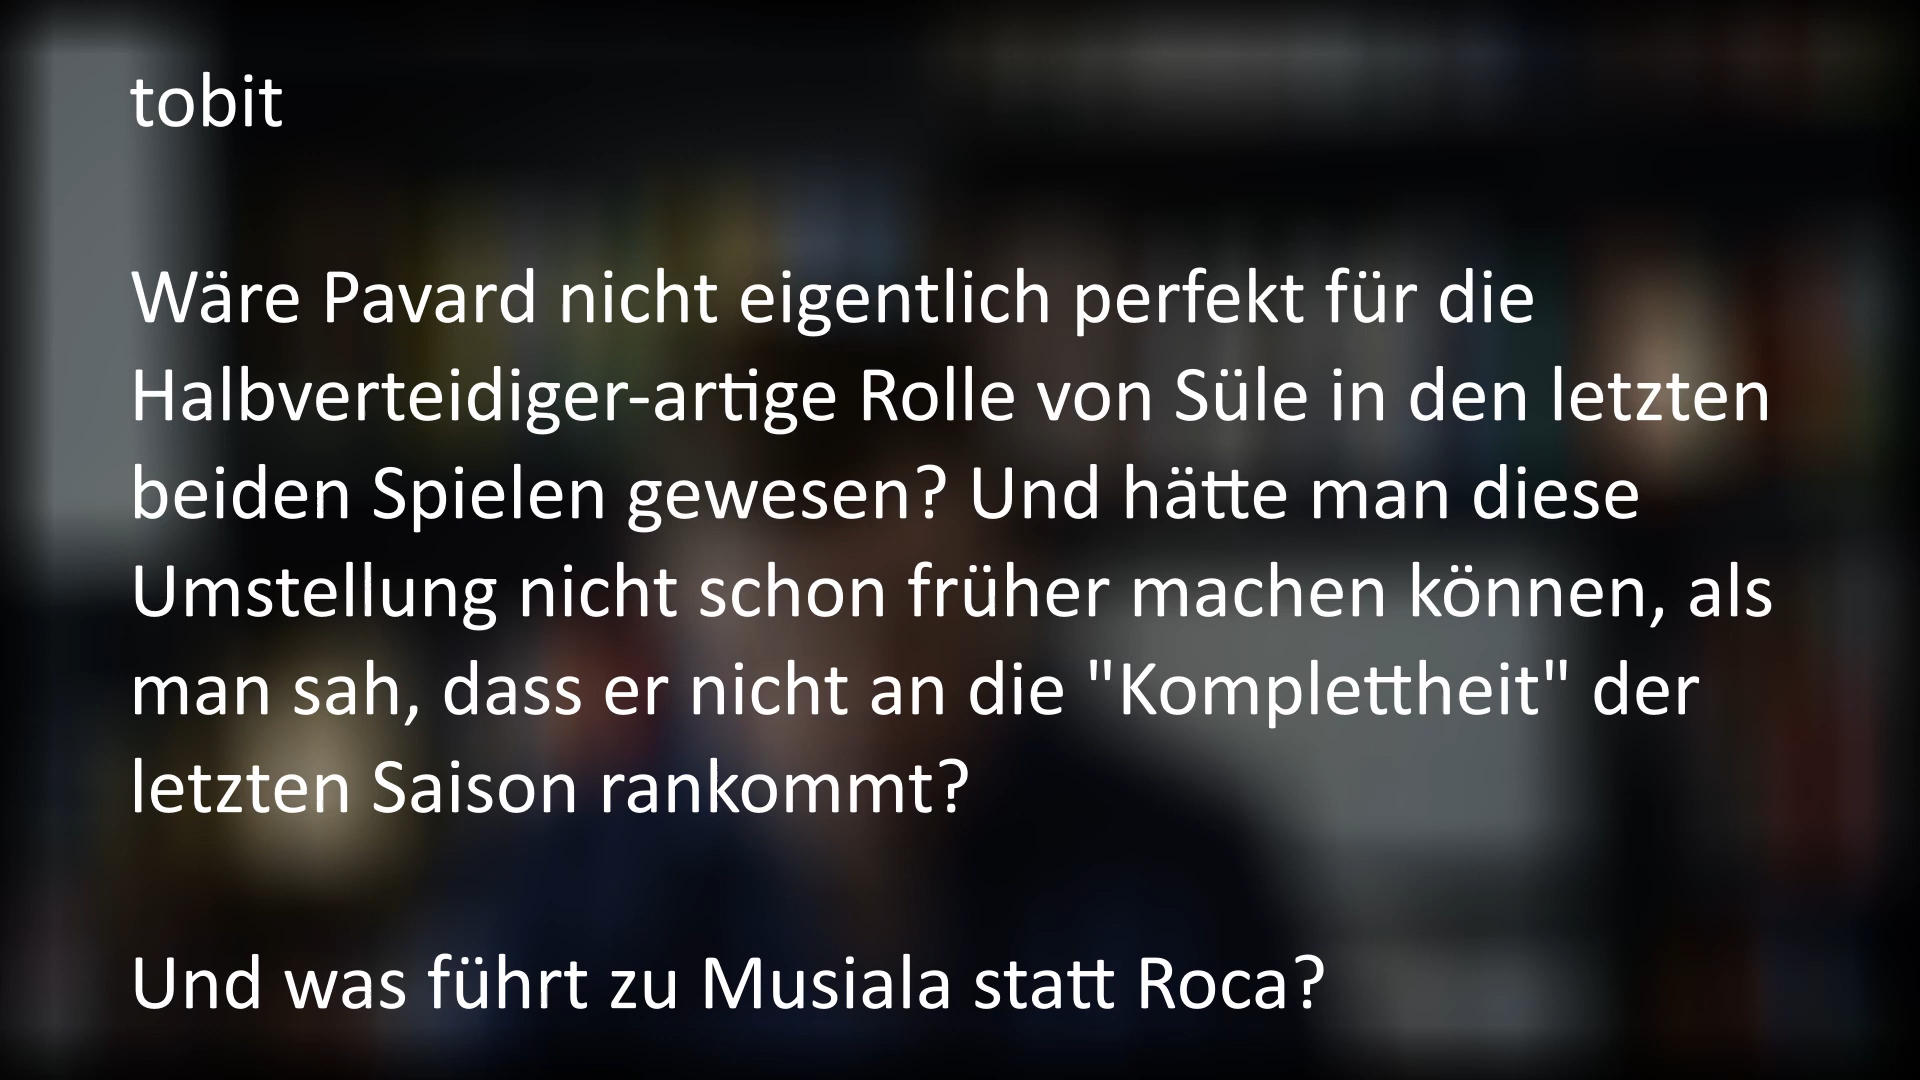 tobit
Wäre Pavard nicht eigentlich perfekt für die
Halbverteidiger-artige Rolle von Süle in den letzten
beiden Spielen gewesen? Und hätte man diese
Umstellung nicht schon früher machen können, als
man sah, dass er nicht an die "Komplettheit" der
letzten Saison rankommt?
Und was führt zu Musiala statt Roca?